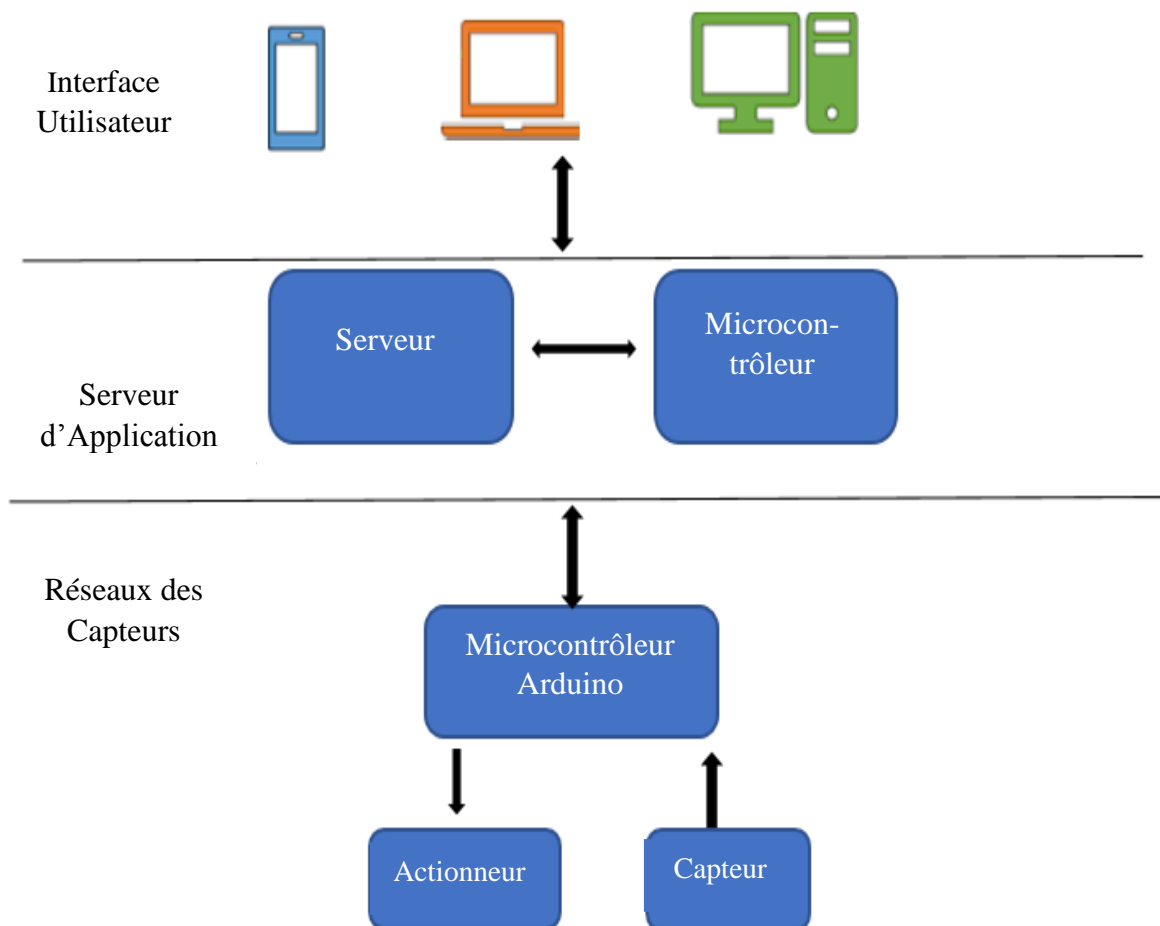 Interface
Utilisateur
Serveur
Microcon-
trôleur
Serveur
d’Application
Réseaux des
Capteurs
Microcontrôleur
Arduino
Actionneur
Capteur